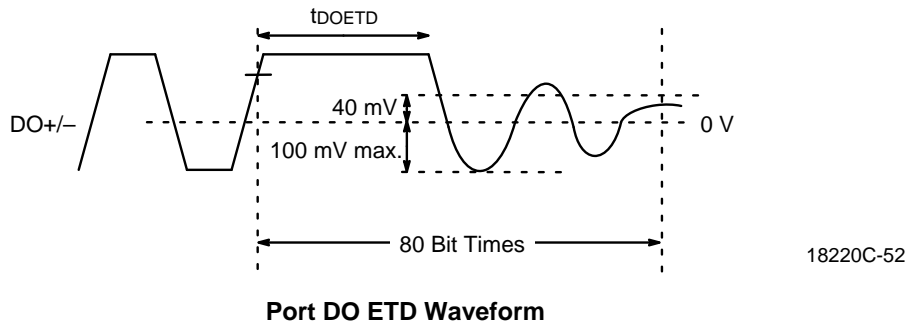 tDOETD
40 mV
DO+/–
0 V
100 mV max.
80 Bit Times
18220C-52
Port DO ETD Waveform